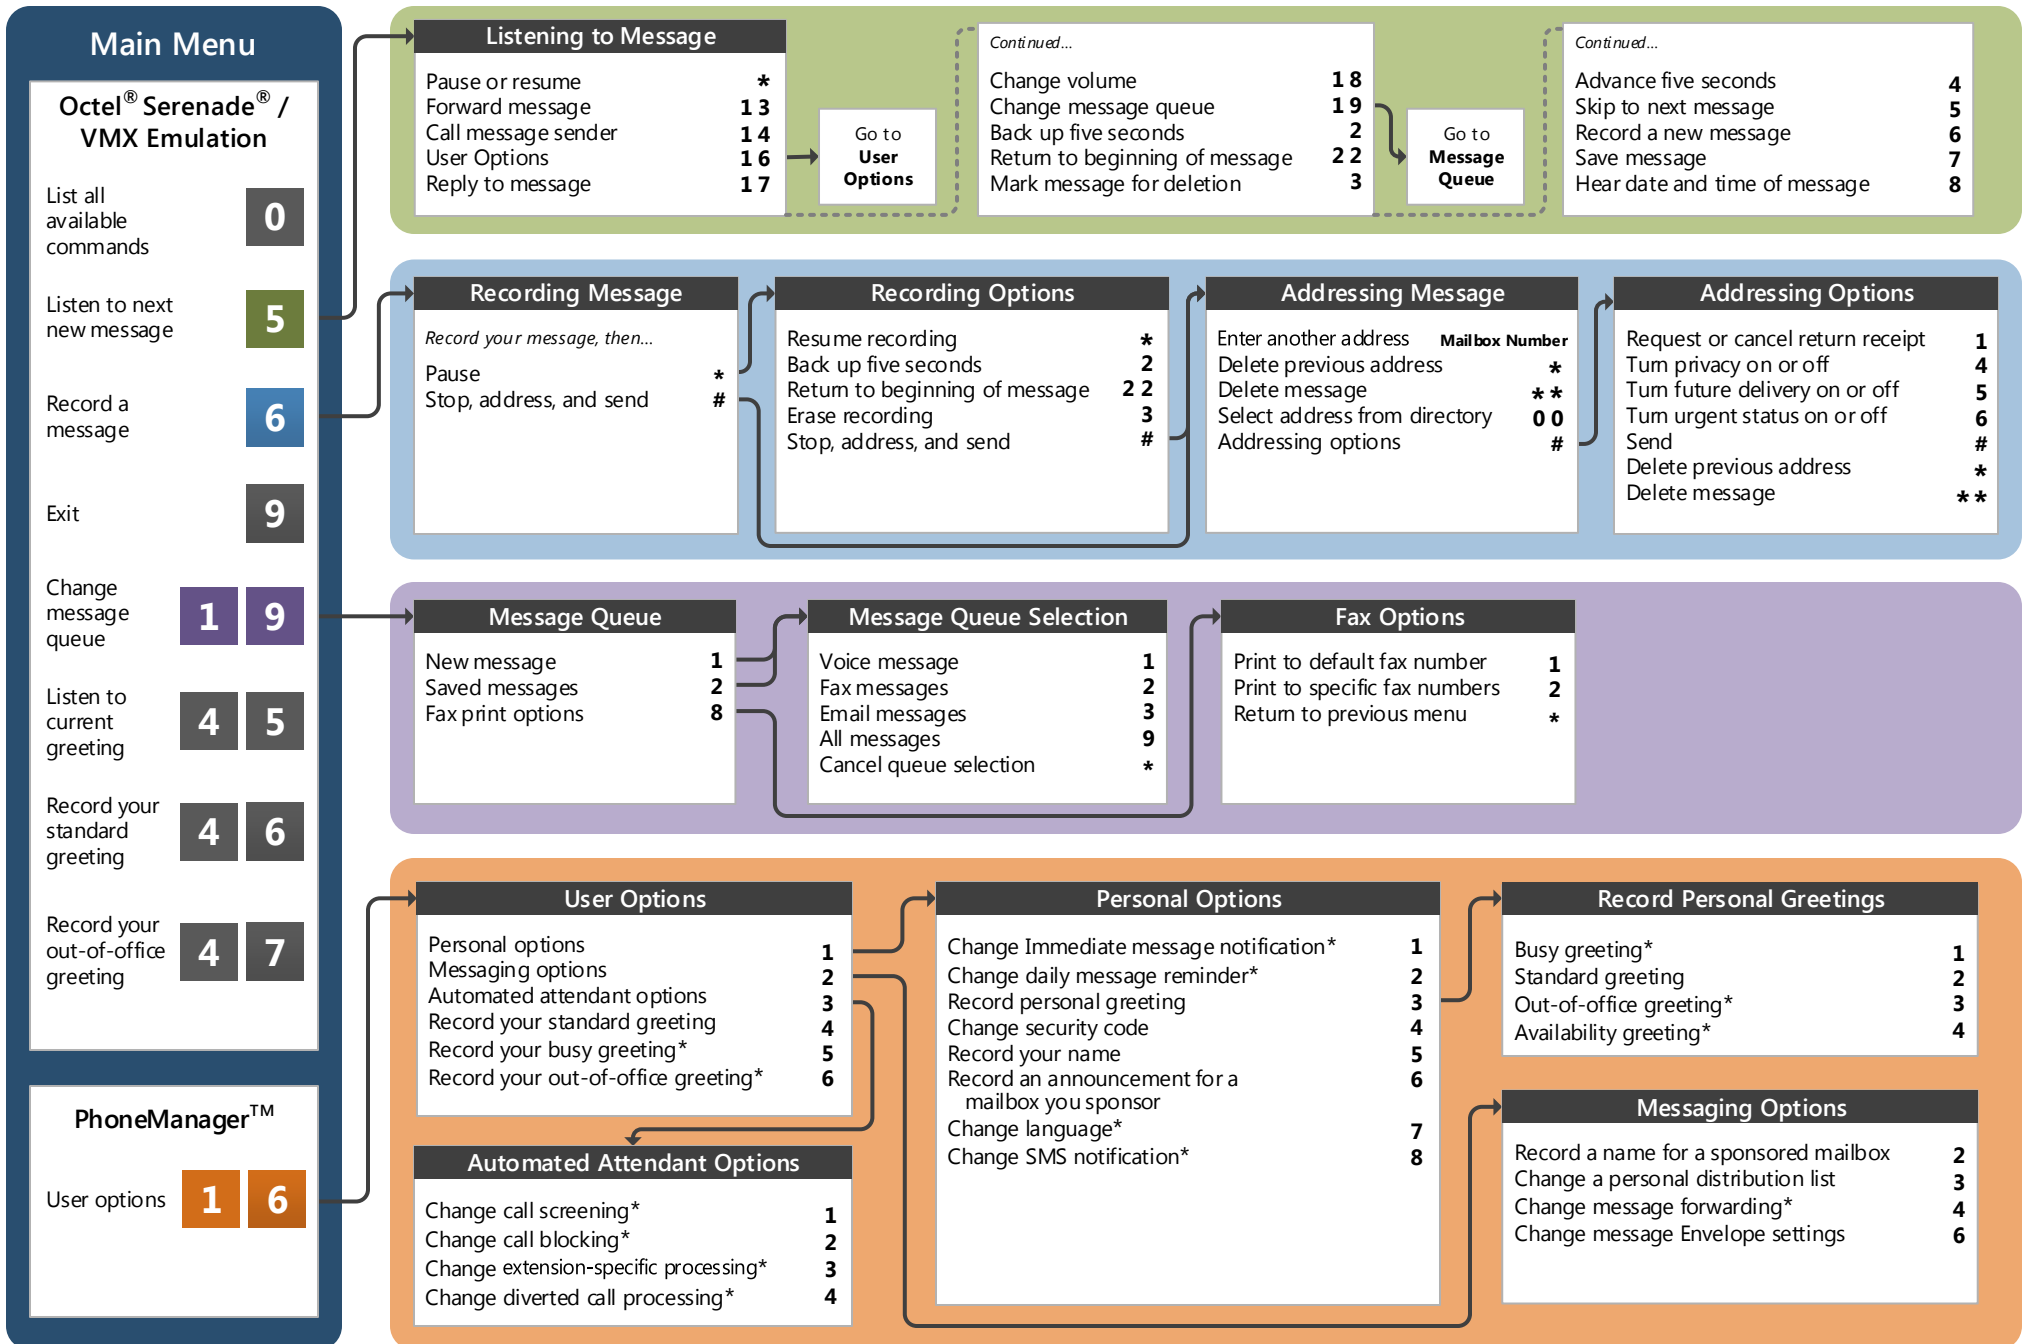 Main Menu
Octel® Serenade® /
VMX Emulation
List all
available
commands
0
Listen to next
new message
5
Record a
message
6
Exit
9
Change
message
queue
1 9
Listen to
current
greeting
4 5
Record your
standard
greeting
4 6
Record your
out-of-office
greeting
4 7
PhoneManager™
User options
1 6
Listening to Message
Pause or resume *
Forward message 1 3
Call message sender 1 4
User Options 1 6
Reply to message 1 7
Go to
User
Options
Continued...
Change volume 1 8
Change message queue 1 9
Back up five seconds 2
Return to beginning of message 2 2
Mark message for deletion 3
Go to
Message
Queue
Continued...
Advance five seconds 4
Skip to next message 5
Record a new message 6
Save message 7
Hear date and time of message 8
Recording Message
Record your message, then...
Pause *
Stop, address, and send #
Recording Options
Resume recording *
Back up five seconds 2
Return to beginning of message 2 2
Erase recording 3
Stop, address, and send #
Addressing Message
Enter another address Mailbox Number
Delete previous address *
Delete message * *
Select address from directory 0 0
Addressing options #
Addressing Options
Request or cancel return receipt 1
Turn privacy on or off 4
Turn future delivery on or off 5
Turn urgent status on or off 6
Send #
Delete previous address *
Delete message * *
Message Queue
New message 1
Saved messages 2
Fax print options 8
Message Queue Selection
Voice message 1
Fax messages 2
Email messages 3
All messages 9
Cancel queue selection *
Fax Options
Print to default fax number 1
Print to specific fax numbers 2
Return to previous menu *
User Options
Personal options 1
Messaging options 2
Automated attendant options 3
Record your standard greeting 4
Record your busy greeting* 5
Record your out-of-office greeting* 6
Automated Attendant Options
Change call screening* 1
Change call blocking* 2
Change extension-specific processing* 3
Change diverted call processing* 4
Personal Options
Change Immediate message notification* 1
Change daily message reminder* 2
Record personal greeting 3
Change security code 4
Record your name 5
Record an announcement for a 6
mailbox you sponsor
Change language* 7
Change SMS notification* 8
Record Personal Greetings
Busy greeting* 1
Standard greeting 2
Out-of-office greeting* 3
Availability greeting* 4
Messaging Options
Record a name for a sponsored mailbox 2
Change a personal distribution list 3
Change message forwarding* 4
Change message Envelope settings 6